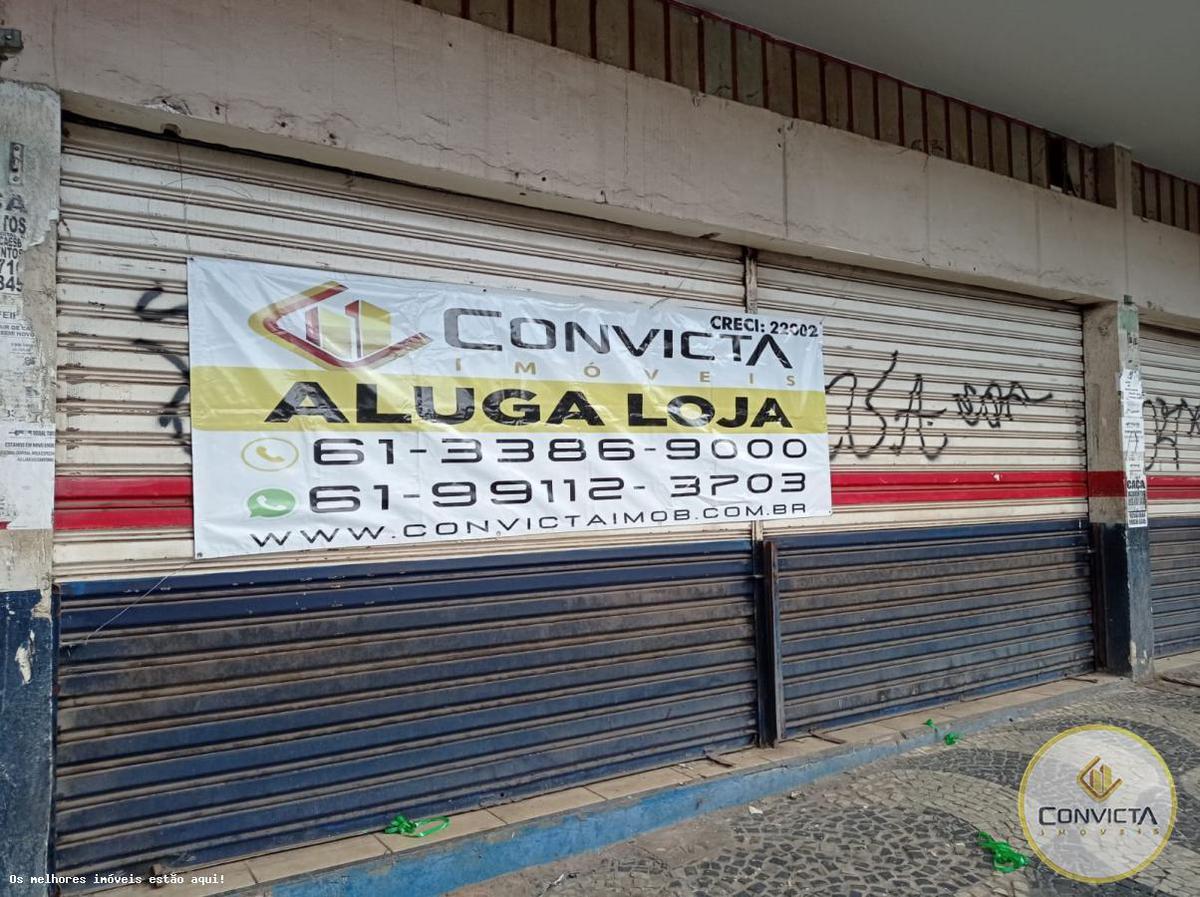 CONVICTA
CRECI: 22002
IMÓVEIS
ALUGA LOJA
61-3386-9000
61-99112-3703
WWW.CONVICTAIMOB.COM.BR
CONVICTA
IMÓVEIS
Os melhores imóveis estão aqui!